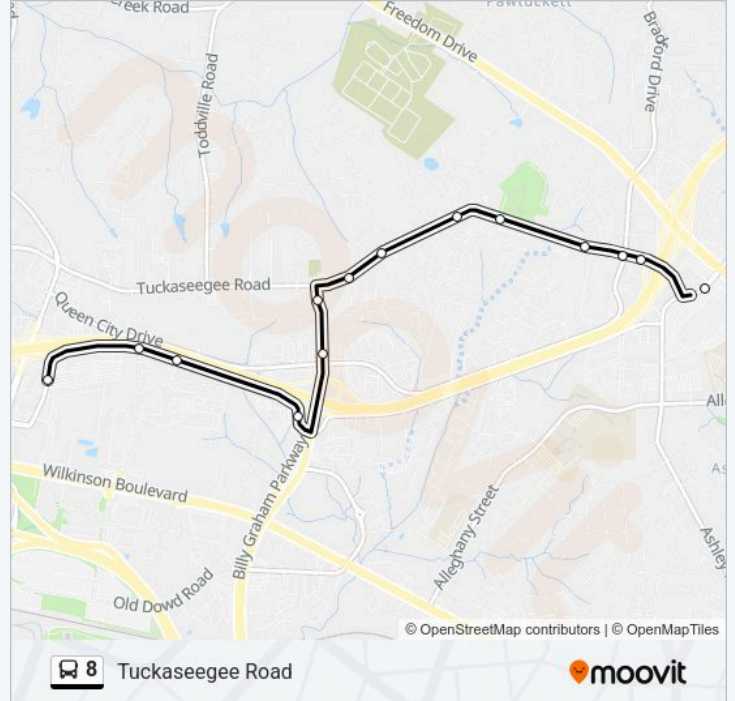 Creek Road
Pawtuckett
Freedom Drive
Bradford Drive
Toddville Road
Tuckaseegee Road
Queen City Drive
Wilkinson Boulevard
Billy Graham Parkway
Alleghany Street
Ashley
Old Dowd Road
© OpenStreetMap contributors | © OpenMapTiles
8 Tuckaseegee Road
moovit